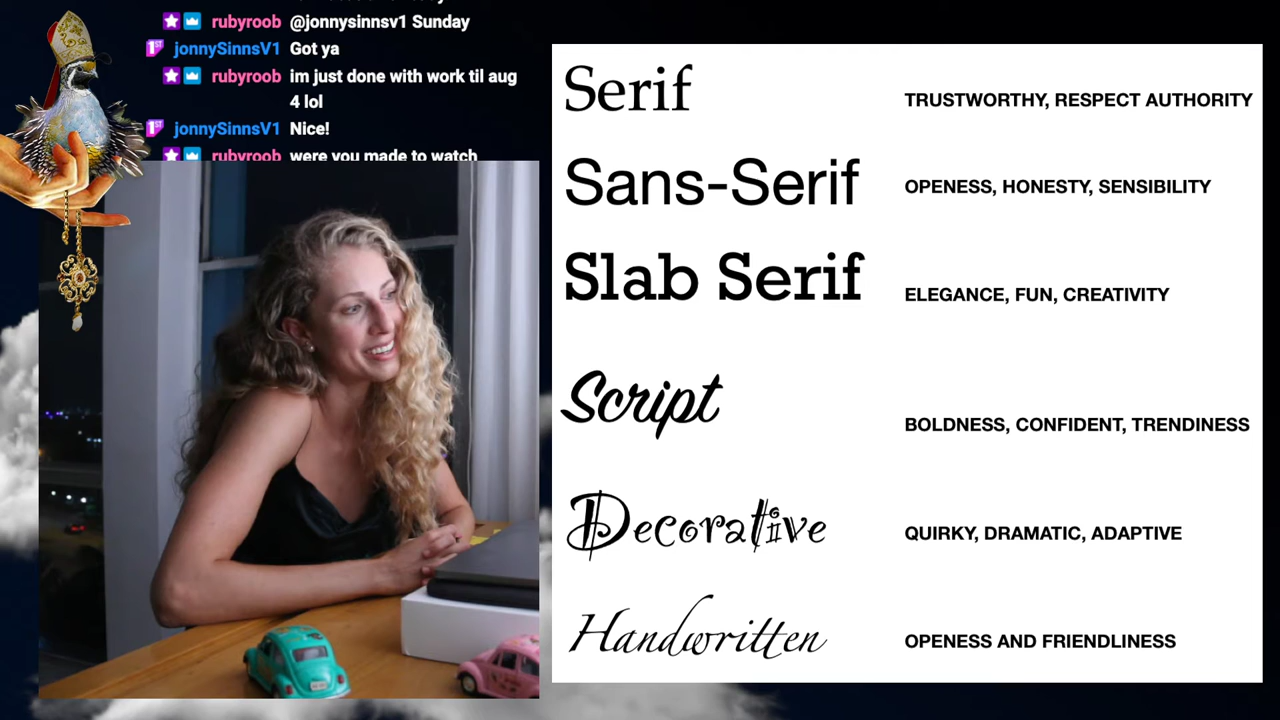 rubyroob @jonnysinnsv1 Sunday
jonnySinnsV1 Got ya
rubyroob im just done with work til aug
4 lol
jonnySinnsV1 Nice!
rubyroob were you made to watch
Serif TRUSTWORTHY, RESPECT AUTHORITY
Sans-Serif OPENESS, HONESTY, SENSIBILITY
Slab Serif ELEGANCE, FUN, CREATIVITY
Script BOLDNESS, CONFIDENT, TRENDINESS
Decorative QUIRKY, DRAMATIC, ADAPTIVE
Handwritten OPENESS AND FRIENDLINESS